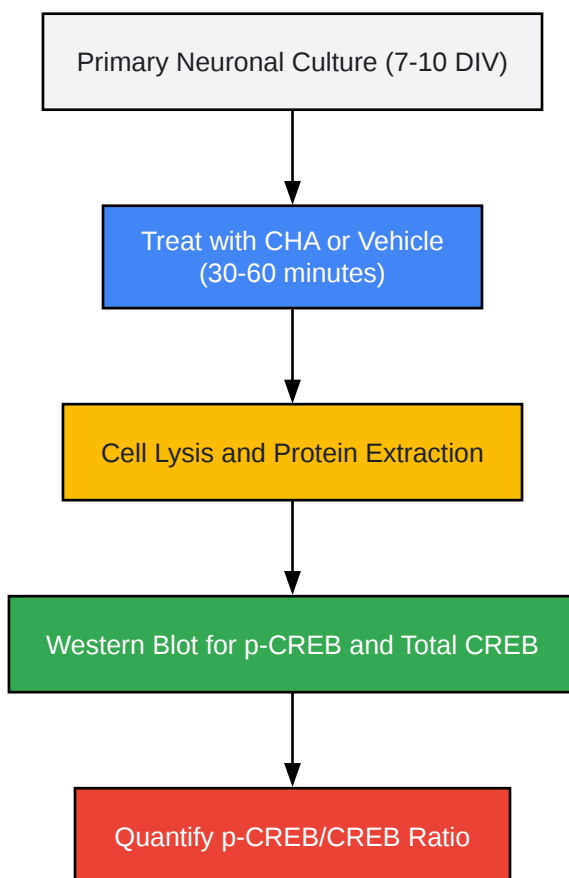 Primary Neuronal Culture (7-10 DIV)
Treat with CHA or Vehicle
(30-60 minutes)
Cell Lysis and Protein Extraction
Western Blot for p-CREB and Total CREB
Quantify p-CREB/CREB Ratio